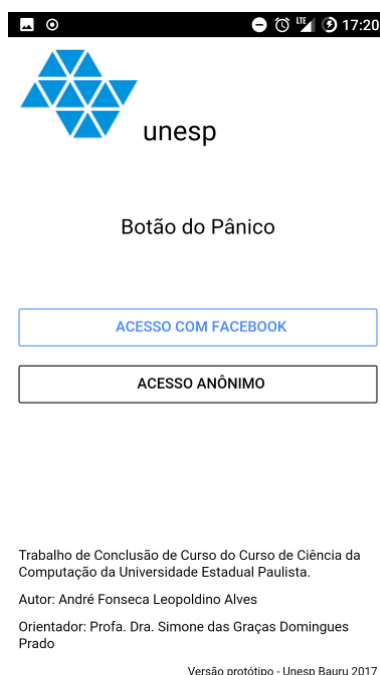 LTE 17:20
unesp
Botão do Pânico
ACESSO COM FACEBOOK
ACESSO ANÔNIMO
Trabalho de Conclusão de Curso do Curso de Ciência da
Computação da Universidade Estadual Paulista.
Autor: André Fonseca Leopoldino Alves
Orientador: Profa. Dra. Simone das Graças Domingues
Prado
Versão protótipo - Unesp Bauru 2017